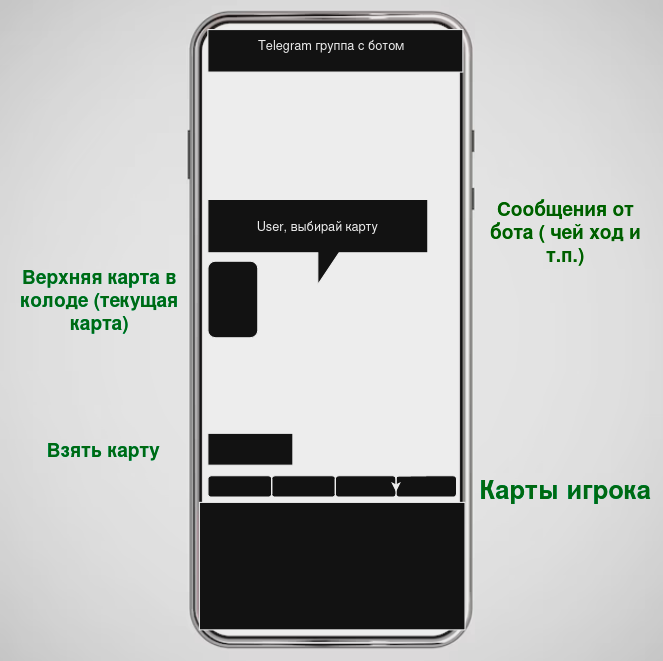 Telegram группа с ботом
User, выбирай карту
Сообщения от
бота ( чей ход и
т.п.)
Верхняя карта в
колоде (текущая
карта)
Взять карту
Карты игрока